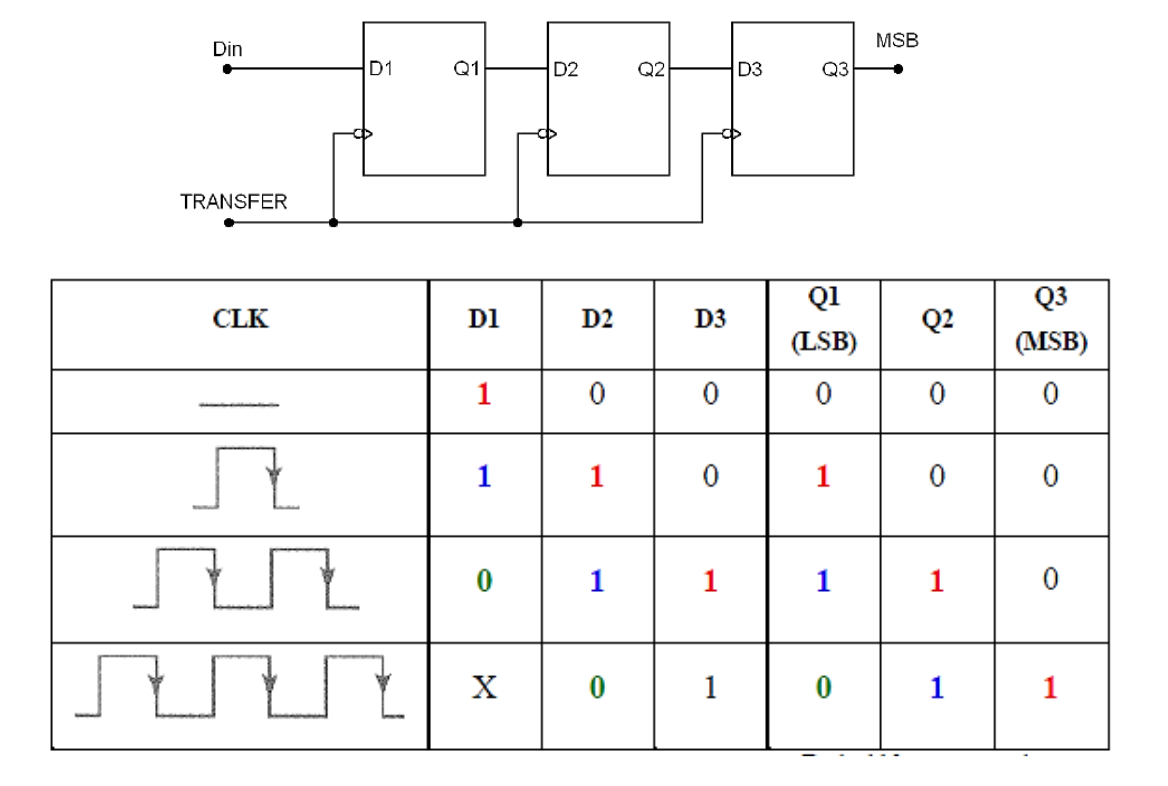 Din
D1 Q1 D2 Q2 D3 Q3
MSB
TRANSFER
CLK D1 D2 D3 Q1 (LSB) Q2 Q3 (MSB)
1 0 0 0 0 0
1 1 0 1 0 0
0 1 1 1 1 0
X 0 1 0 1 1